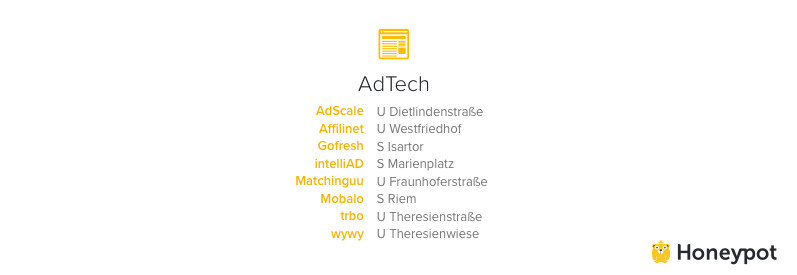 AdTech
AdScale U Dietlindenstraße
Affilinet U Westfriedhof
Gofresh S Isartor
intelliAD S Marienplatz
Matchinguu U Fraunhoferstraße
Mobalo S Riem
trbo U Theresienstraße
wywy U Theresienwiese
Honeypot